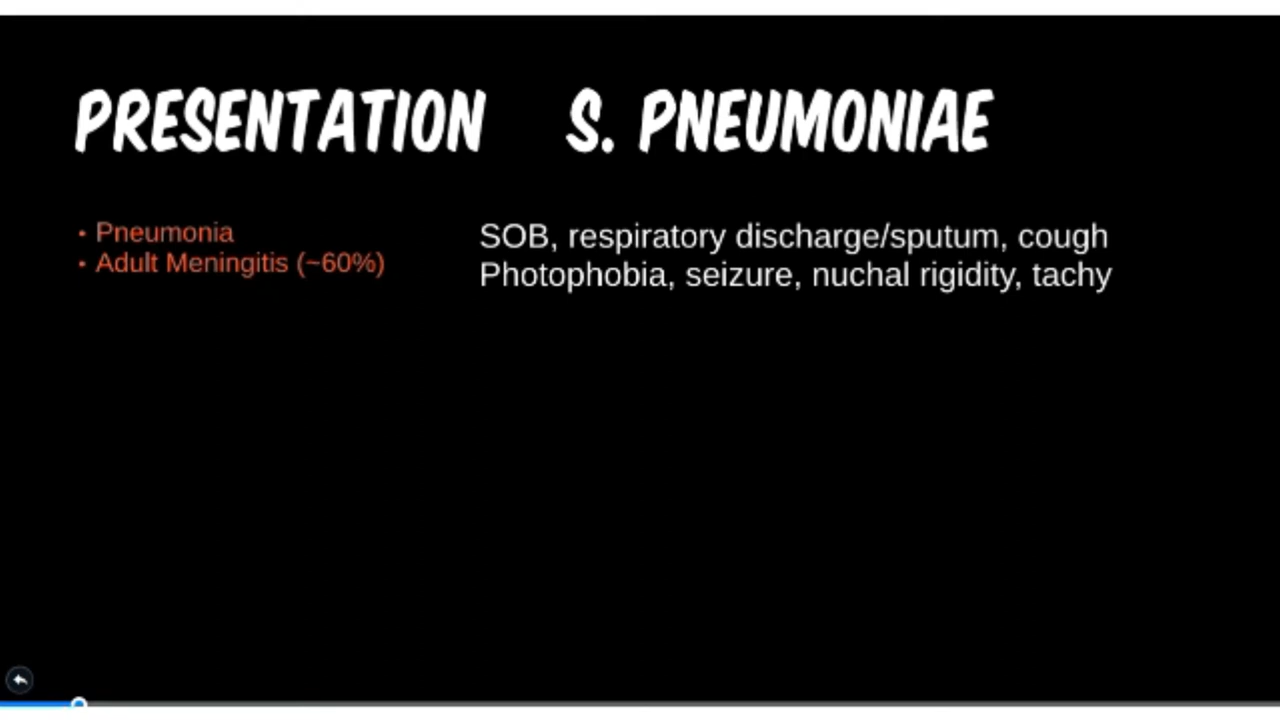 PRESENTATION S. PNEUMONIAE
• Pneumonia
• Adult Meningitis (~60%)
SOB, respiratory discharge/sputum, cough
Photophobia, seizure, nuchal rigidity, tachy